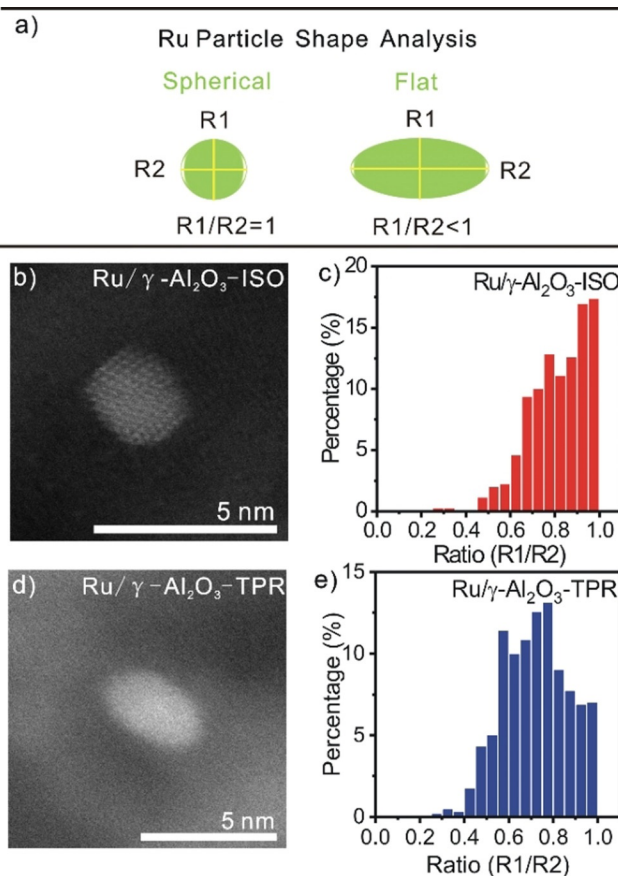 a)
Ru Particle Shape Analysis
Spherical Flat
R1 R1
R2 R2
R1/R2=1 R1/R2<1
b) Ru/γ-Al₂O₃-ISO
5 nm
c) Ru/γ-Al₂O₃-ISO
Percentage (%)
20
15
10
5
0
0.0 0.2 0.4 0.6 0.8 1.0
Ratio (R1/R2)
d) Ru/γ-Al₂O₃-TPR
5 nm
e) Ru/γ-Al₂O₃-TPR
Percentage (%)
15
10
5
0
0.0 0.2 0.4 0.6 0.8 1.0
Ratio (R1/R2)